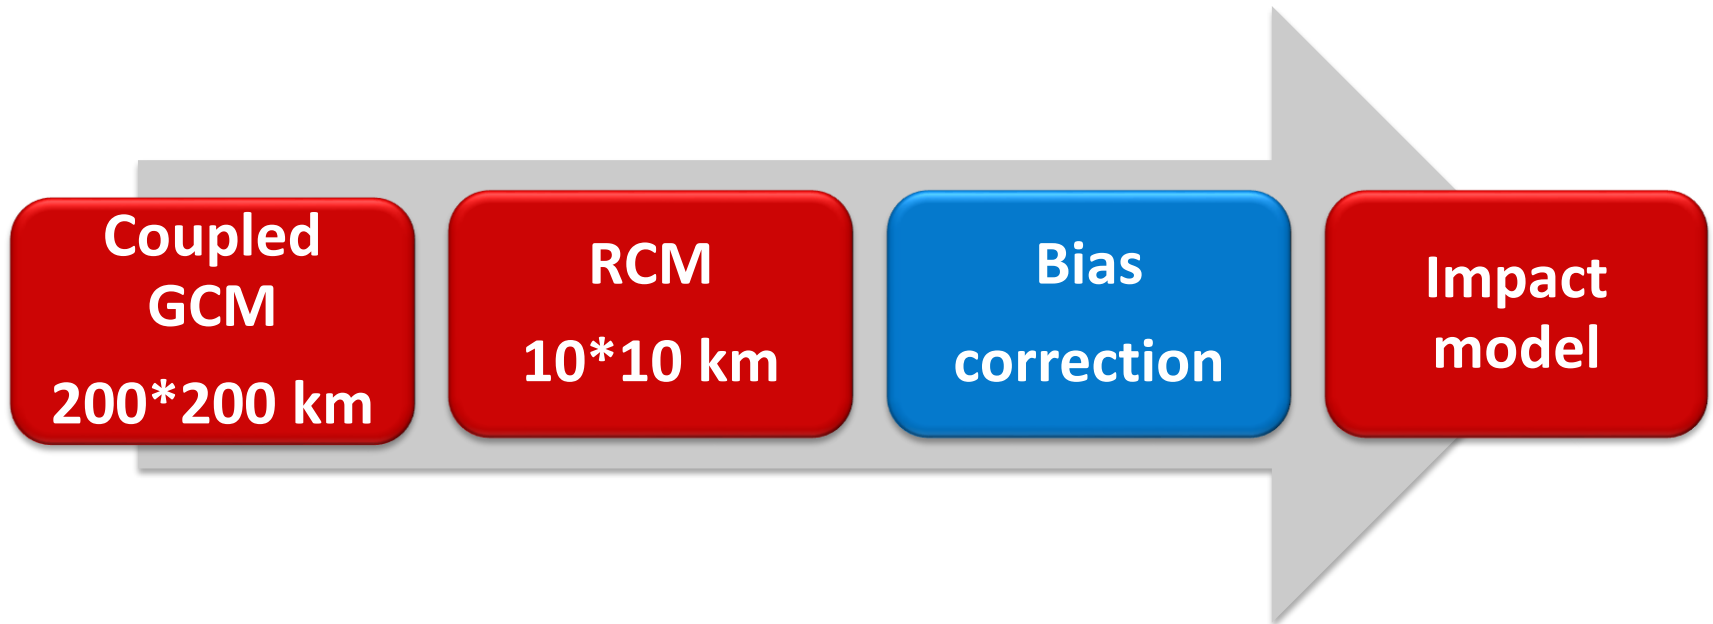 Coupled
GCM
200*200 km
RCM
10*10 km
Bias
correction
Impact
model